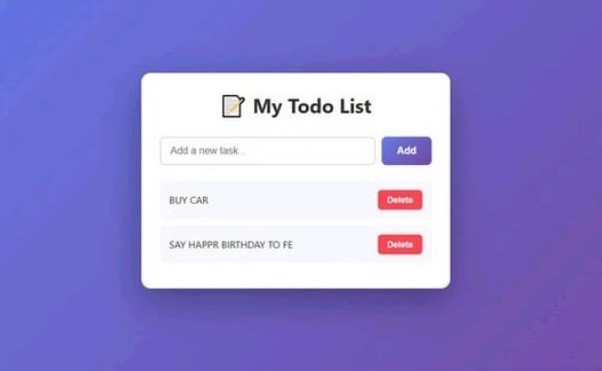 📝 My Todo List
Add a new task...
Add
BUY CAR
Delete
SAY HAPPR BIRTHDAY TO FE
Delete